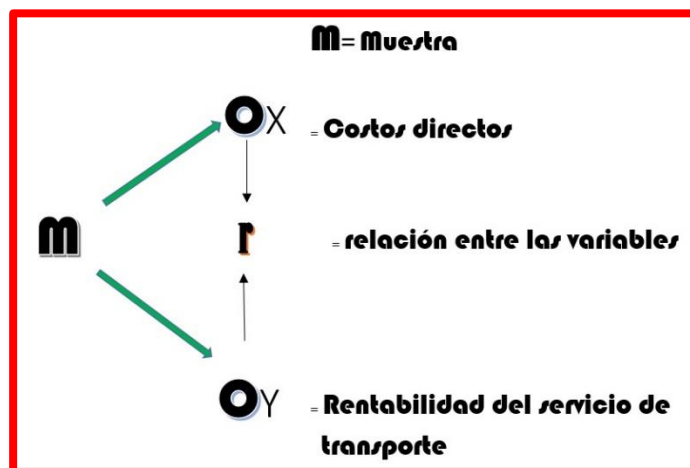 M= Muestra
OX = Costos directos
M r = relación entre las variables
OY = Rentabilidad del servicio de
transporte